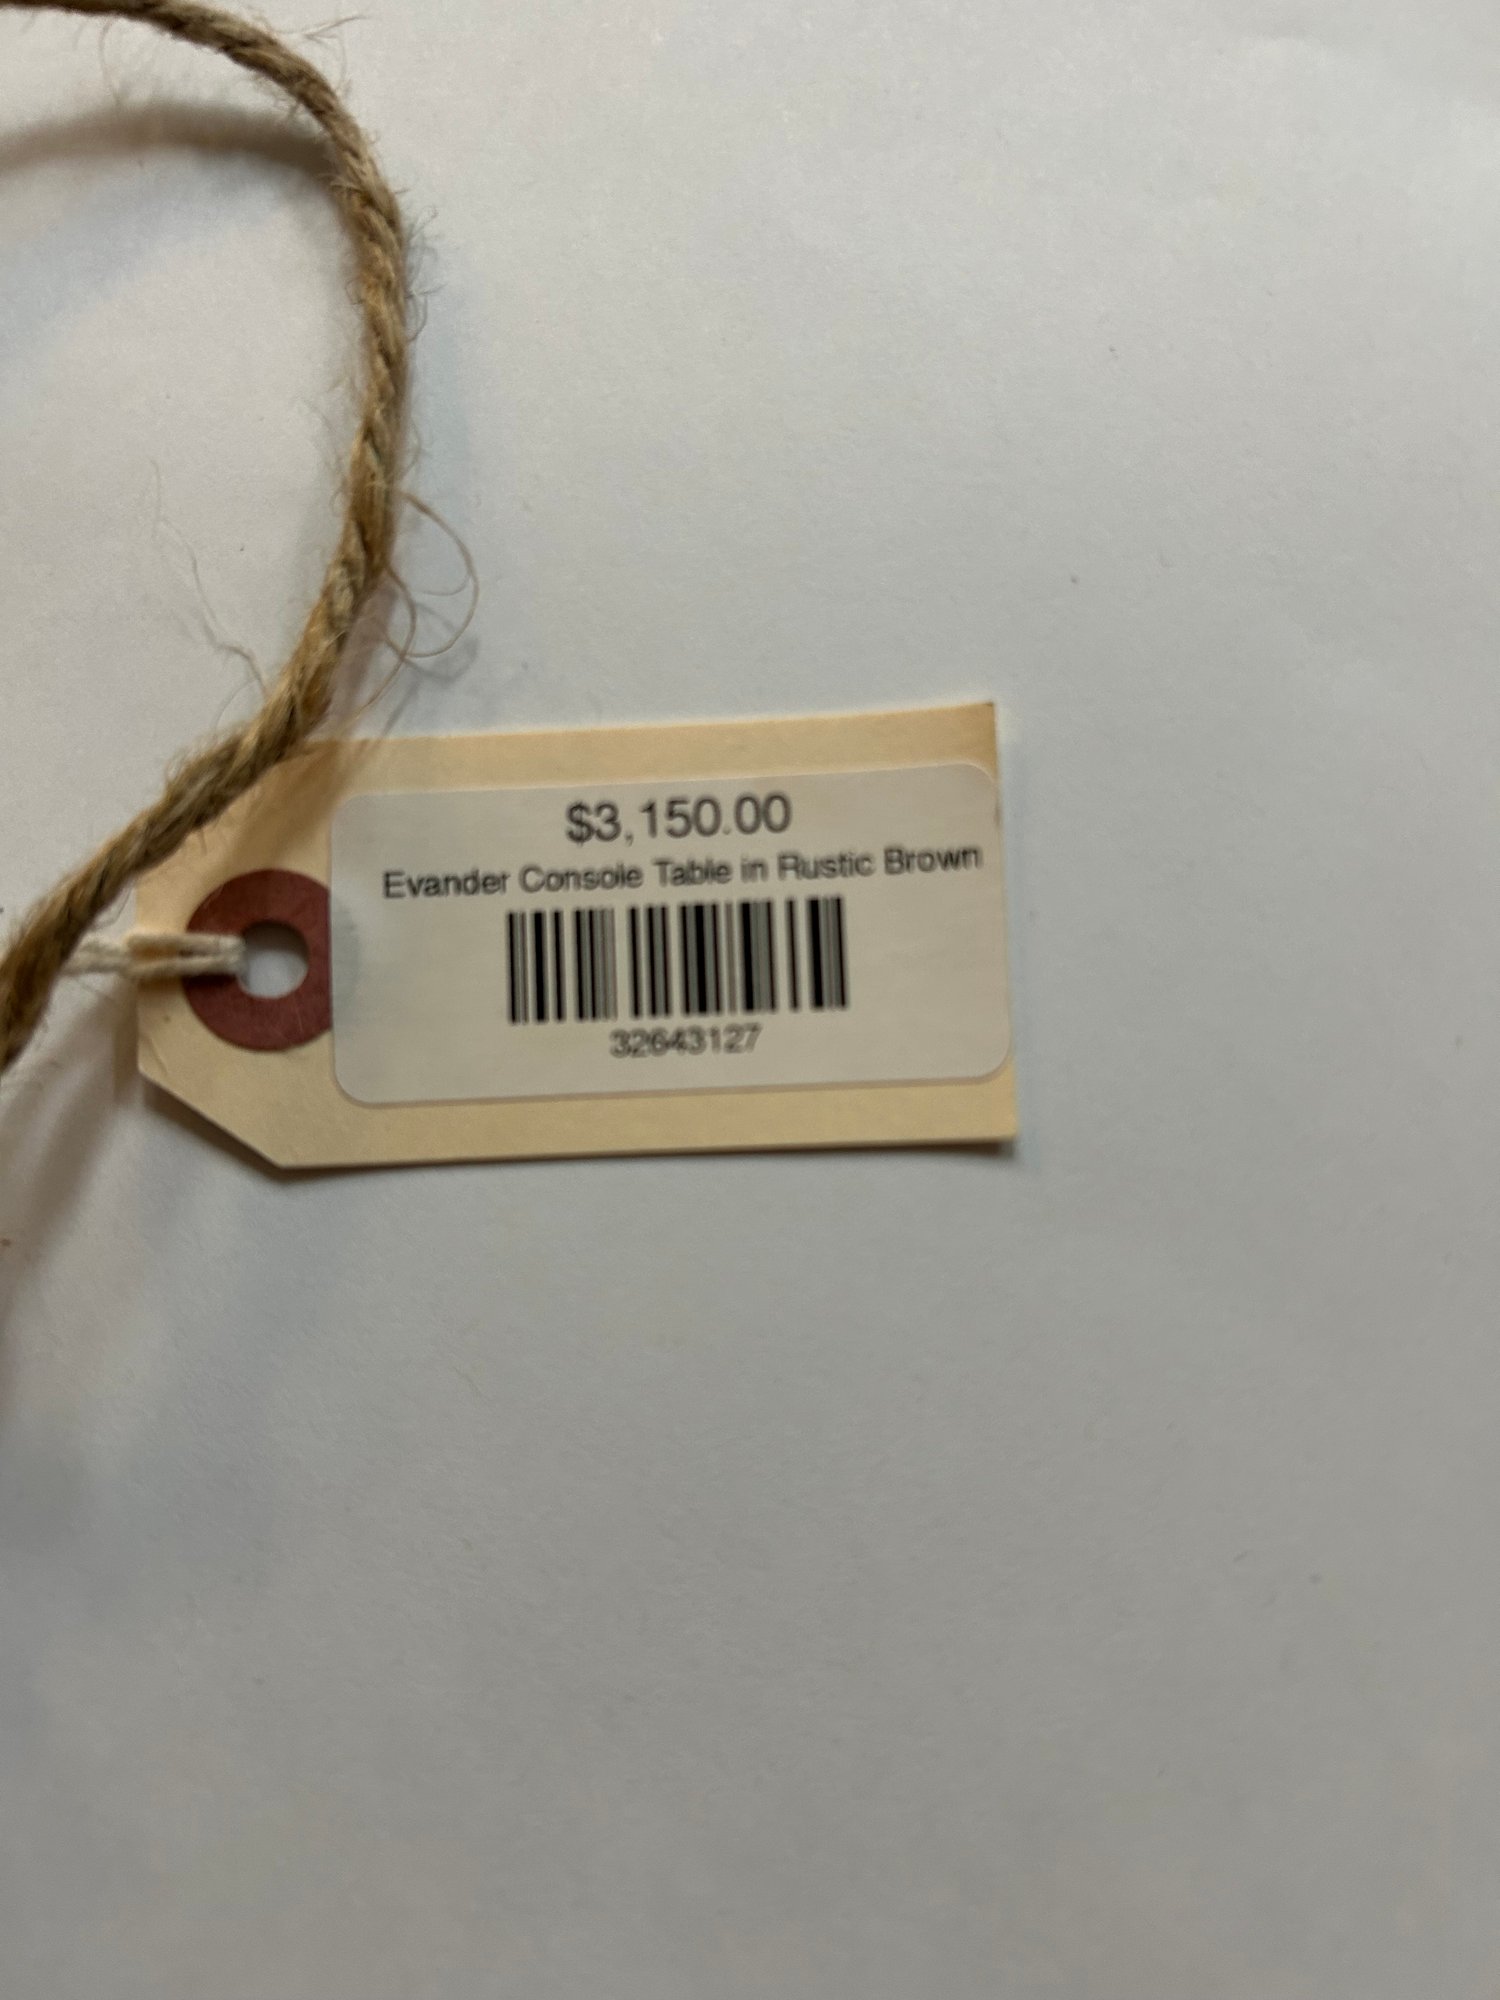 $3,150.00
Evander Console Table in Rustic Brown
32643127